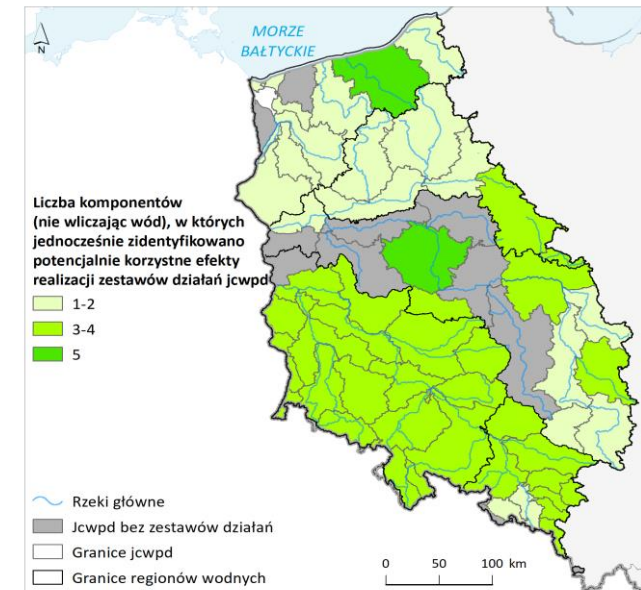 N
MORZE
BAŁTYCKIE
Liczba komponentów
(nie wliczając wód), w których
jednocześnie zidentyfikowano
potencjalnie korzystne efekty
realizacji zestawów działań jcwpd
1-2
3-4
5
Rzeki główne
Jcwpd bez zestawów działań
Granice jcwpd
Granice regionów wodnych
0 50 100 km